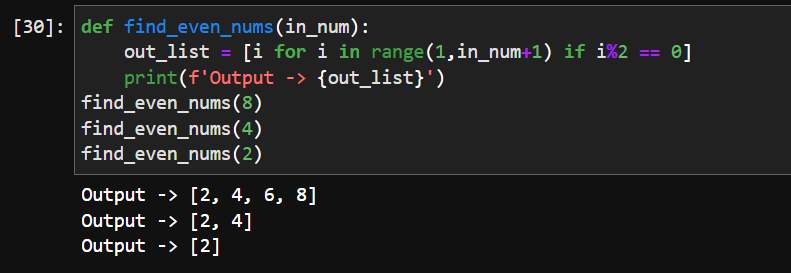 [30]: def find_even_nums(in_num):
    out_list = [i for i in range(1,in_num+1) if i%2 == 0]
    print(f'Output -> {out_list}')
find_even_nums(8)
find_even_nums(4)
find_even_nums(2)
Output -> [2, 4, 6, 8]
Output -> [2, 4]
Output -> [2]